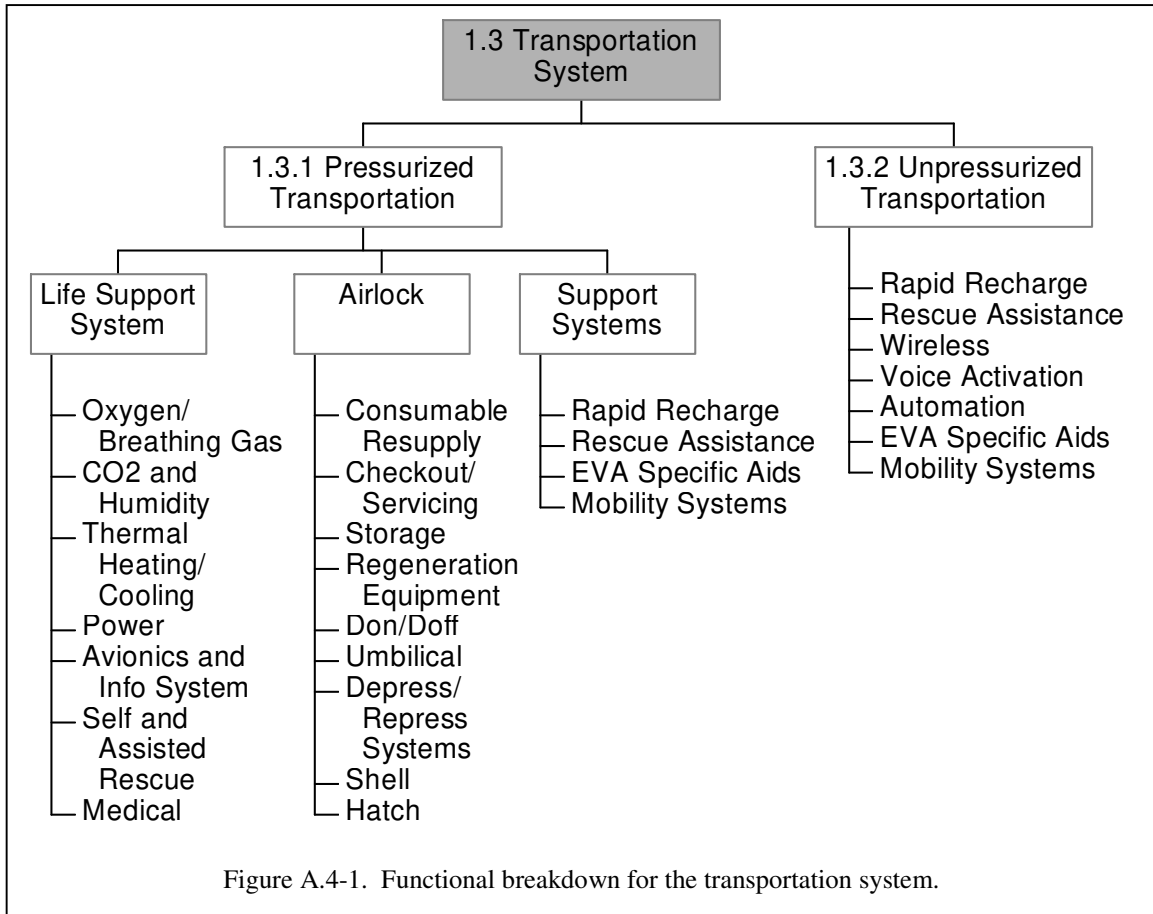 1.3 Transportation
System
1.3.1 Pressurized
Transportation
1.3.2 Unpressurized
Transportation
Life Support
System
Oxygen/
Breathing Gas
CO2 and
Humidity
Thermal
Heating/
Cooling
Power
Avionics and
Info System
Self and
Assisted
Rescue
Medical
Airlock
Consumable
Resupply
Checkout/
Servicing
Storage
Regeneration
Equipment
Don/Doff
Umbilical
Depress/
Repress
Systems
Shell
Hatch
Support
Systems
Rapid Recharge
Rescue Assistance
EVA Specific Aids
Mobility Systems
Rapid Recharge
Rescue Assistance
Wireless
Voice Activation
Automation
EVA Specific Aids
Mobility Systems
Figure A.4-1. Functional breakdown for the transportation system.